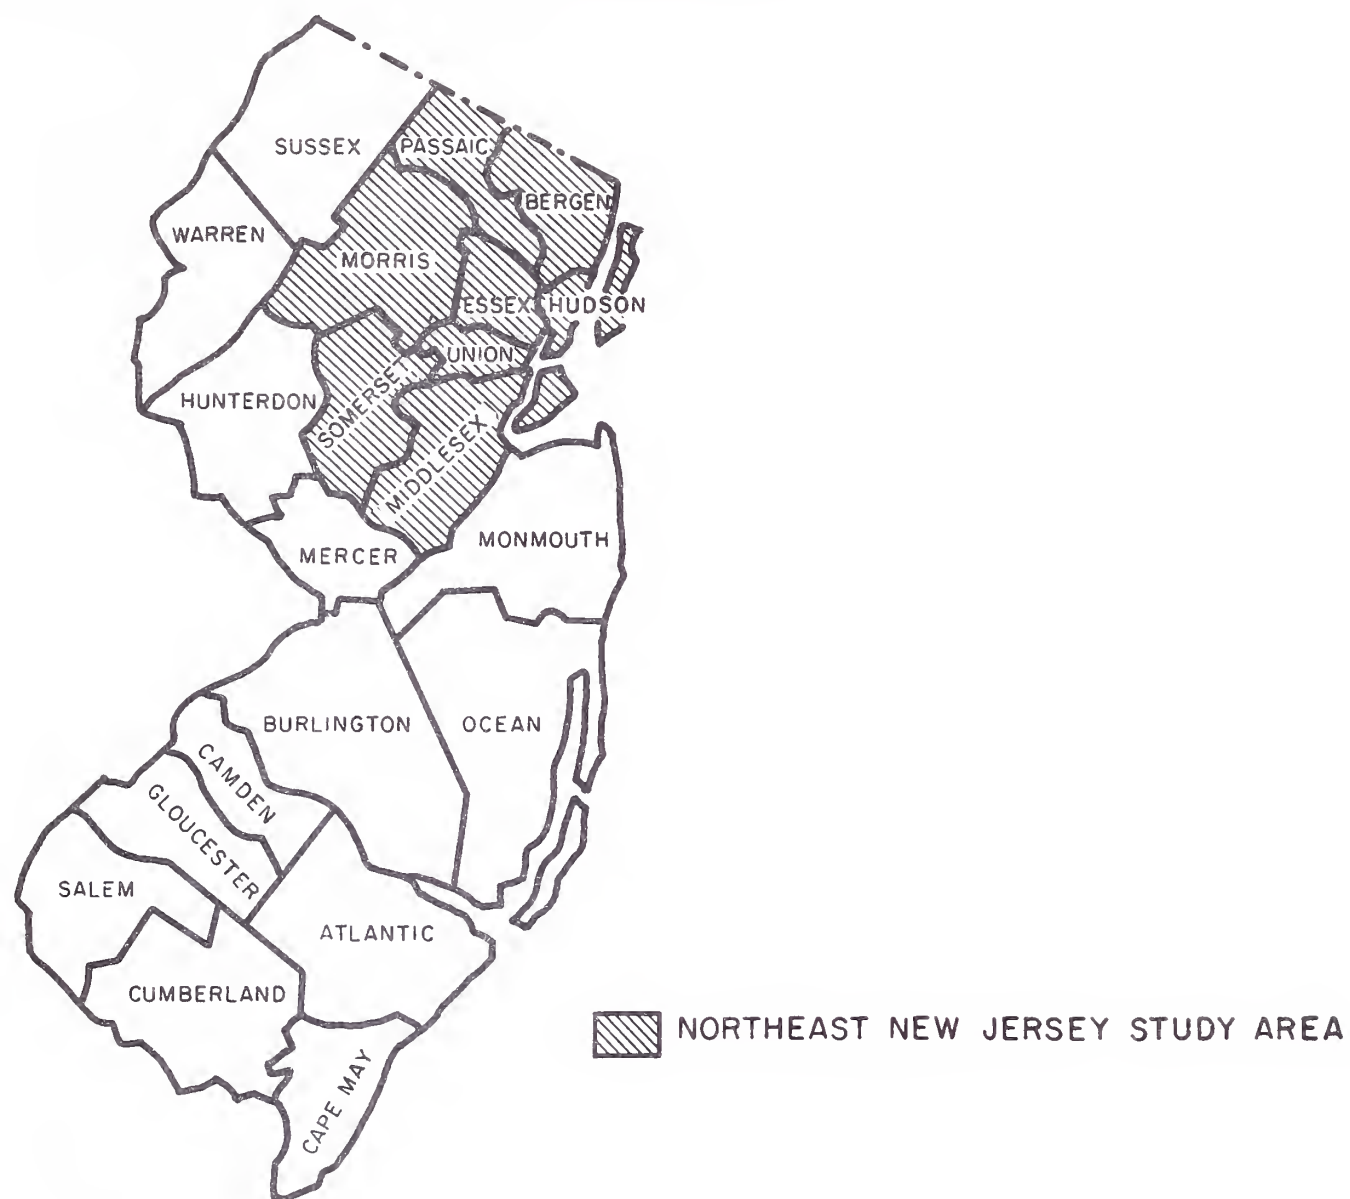 SUSSEX
PASSAIC
BERGEN
WARREN
MORRIS
ESSEX
HUDSON
UNION
HUNTERDON
SOMERSET
MIDDLESEX
MERCER
MONMOUTH
BURLINGTON
OCEAN
CAMDEN
GLOUCESTER
SALEM
ATLANTIC
CUMBERLAND
CAPE MAY
NORTHEAST NEW JERSEY STUDY AREA